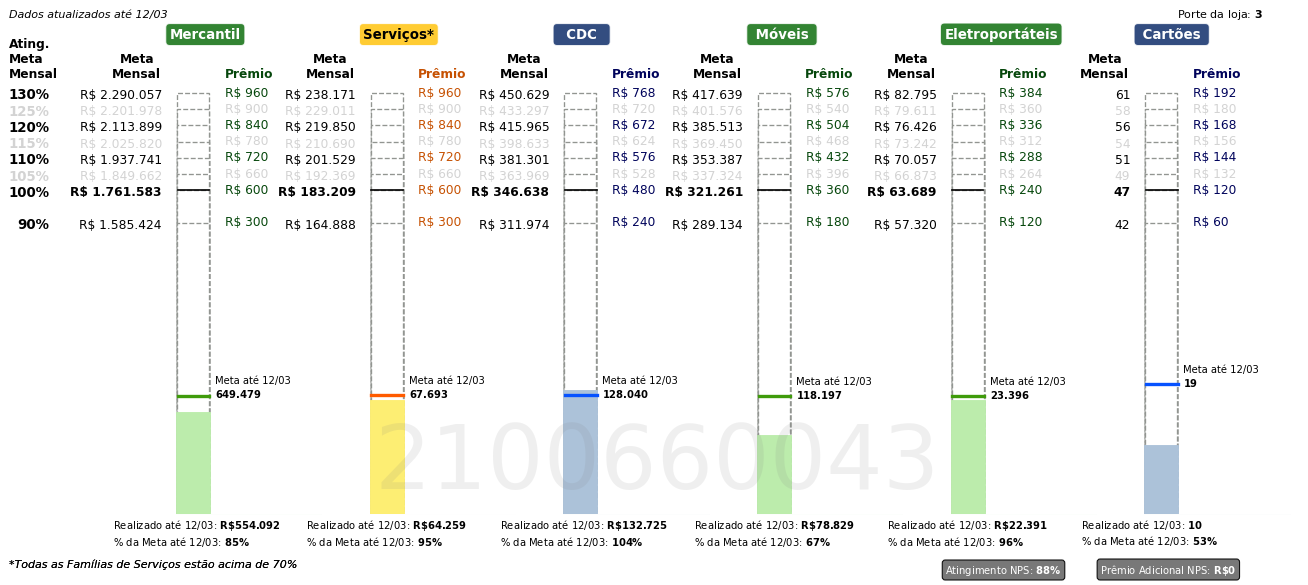 Dados atualizados até 12/03
Porte da loja: 3
Mercantil Serviços* CDC Móveis Eletroportáteis Cartões
Ating. Meta Mensal
Meta Mensal Prêmio Meta Mensal Prêmio Meta Mensal Prêmio Meta Mensal Prêmio Meta Mensal Prêmio Meta Mensal Prêmio
130% R$ 2.290.057 R$ 960 R$ 238.171 R$ 960 R$ 450.629 R$ 768 R$ 417.639 R$ 576 R$ 82.795 R$ 384 61 R$ 192
125% R$ 2.201.978 R$ 900 R$ 229.011 R$ 900 R$ 433.297 R$ 720 R$ 401.576 R$ 540 R$ 79.611 R$ 360 58 R$ 180
120% R$ 2.113.899 R$ 840 R$ 219.850 R$ 840 R$ 415.965 R$ 672 R$ 385.513 R$ 504 R$ 76.426 R$ 336 56 R$ 168
115% R$ 2.025.820 R$ 780 R$ 210.690 R$ 780 R$ 398.633 R$ 624 R$ 369.450 R$ 468 R$ 73.242 R$ 312 54 R$ 156
110% R$ 1.937.741 R$ 720 R$ 201.529 R$ 720 R$ 381.301 R$ 576 R$ 353.387 R$ 432 R$ 70.057 R$ 288 51 R$ 144
105% R$ 1.849.662 R$ 660 R$ 192.369 R$ 660 R$ 363.969 R$ 528 R$ 337.324 R$ 396 R$ 66.873 R$ 264 49 R$ 132
100% R$ 1.761.583 R$ 600 R$ 183.209 R$ 600 R$ 346.638 R$ 480 R$ 321.261 R$ 360 R$ 63.689 R$ 240 47 R$ 120
90% R$ 1.585.424 R$ 300 R$ 164.888 R$ 300 R$ 311.974 R$ 240 R$ 289.134 R$ 180 R$ 57.320 R$ 120 42 R$ 60
Meta até 12/03 Meta até 12/03 Meta até 12/03 Meta até 12/03 Meta até 12/03 Meta até 12/03
649.479 67.693 128.040 118.197 23.396 19
2100660043
Realizado até 12/03: R$554.092 Realizado até 12/03: R$64.259 Realizado até 12/03: R$132.725 Realizado até 12/03: R$78.829 Realizado até 12/03: R$22.391 Realizado até 12/03: 10
% da Meta até 12/03: 85% % da Meta até 12/03: 95% % da Meta até 12/03: 104% % da Meta até 12/03: 67% % da Meta até 12/03: 96% % da Meta até 12/03: 53%
*Todas as Famílias de Serviços estão acima de 70%
Atingimento NPS: 88% Prêmio Adicional NPS: R$0